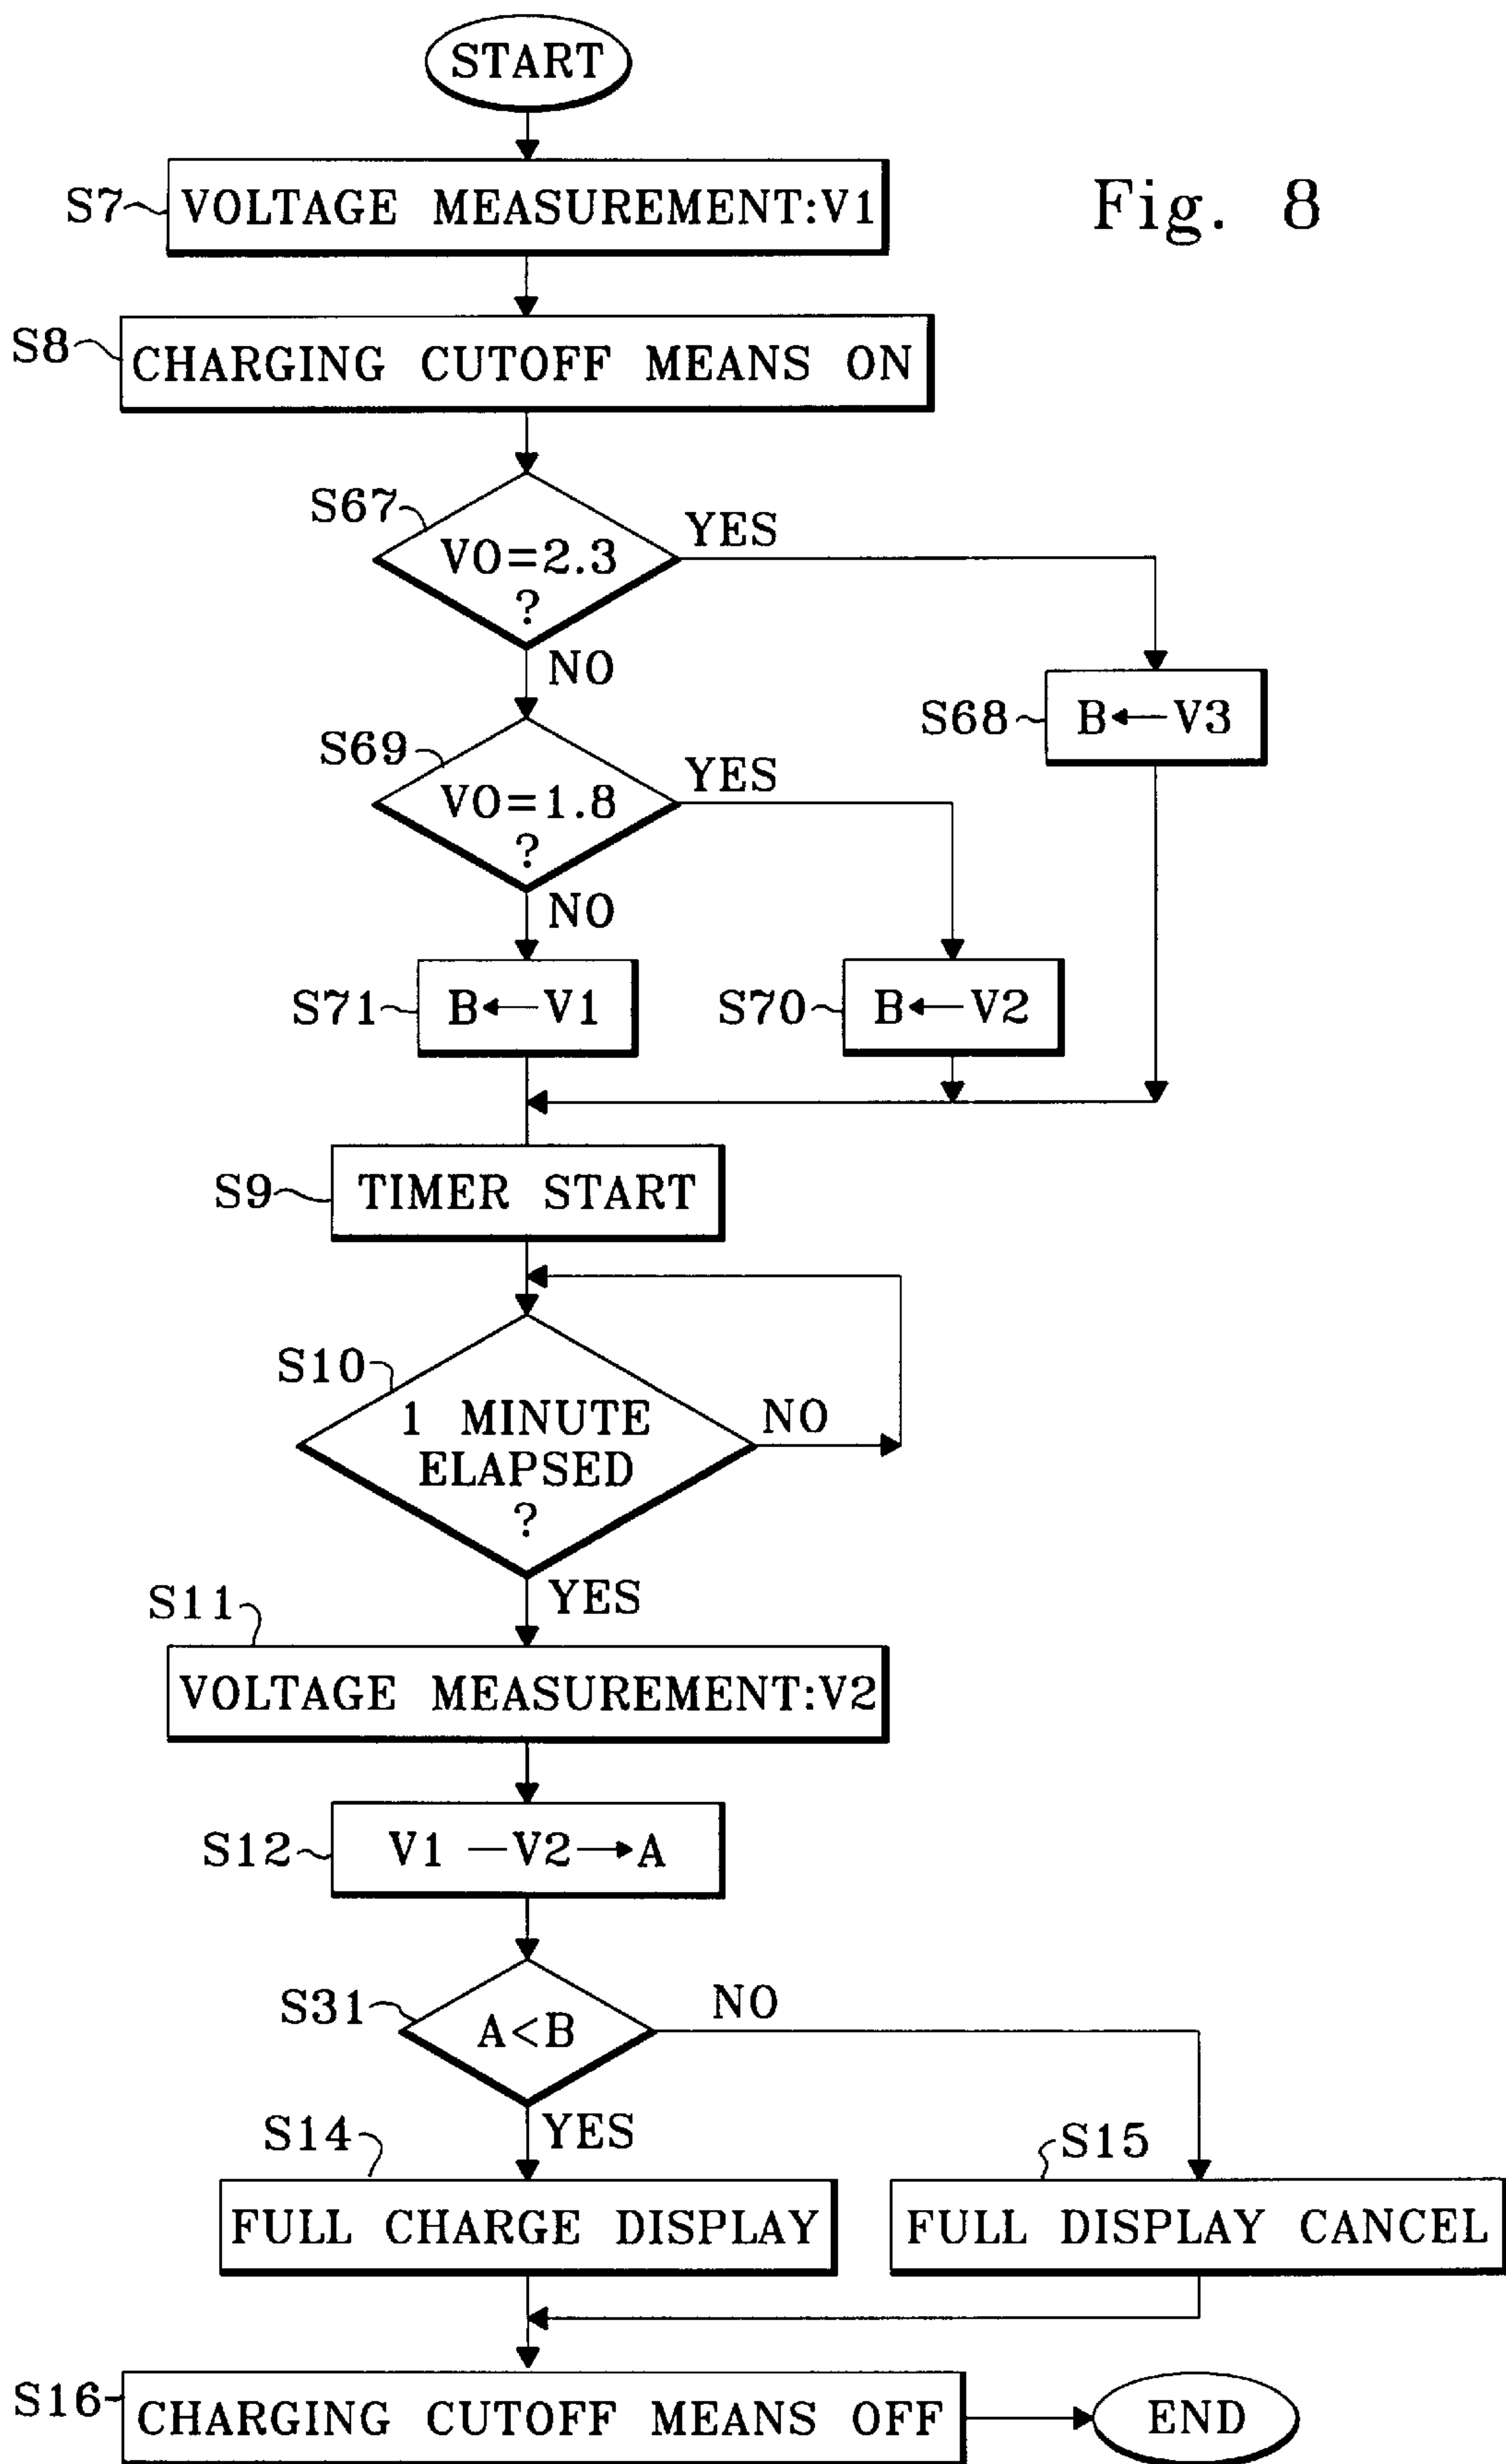 START
Fig. 8
S7
VOLTAGE MEASUREMENT:V1
S8
CHARGING CUTOFF MEANS ON
S67
VO=2.3
?
YES
NO
S68
B←V3
S69
VO=1.8
?
YES
NO
S71
B←V1
S70
B←V2
S9
TIMER START
S10
1 MINUTE
ELAPSED
?
NO
YES
S11
VOLTAGE MEASUREMENT:V2
S12
V1 —V2→A
S31
A<B
NO
YES
S14
FULL CHARGE DISPLAY
S15
FULL DISPLAY CANCEL
S16
CHARGING CUTOFF MEANS OFF
END